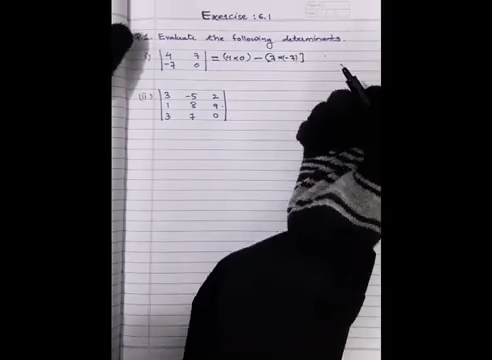 Exercise : 6.1
Q1. Evaluate the following determinants.
i) | 4 7 | = (4×0) - [7×(-7)]
| -7 0 |
(ii) | 3 -5 2 |
| 1 8 9 |
| 3 7 0 |